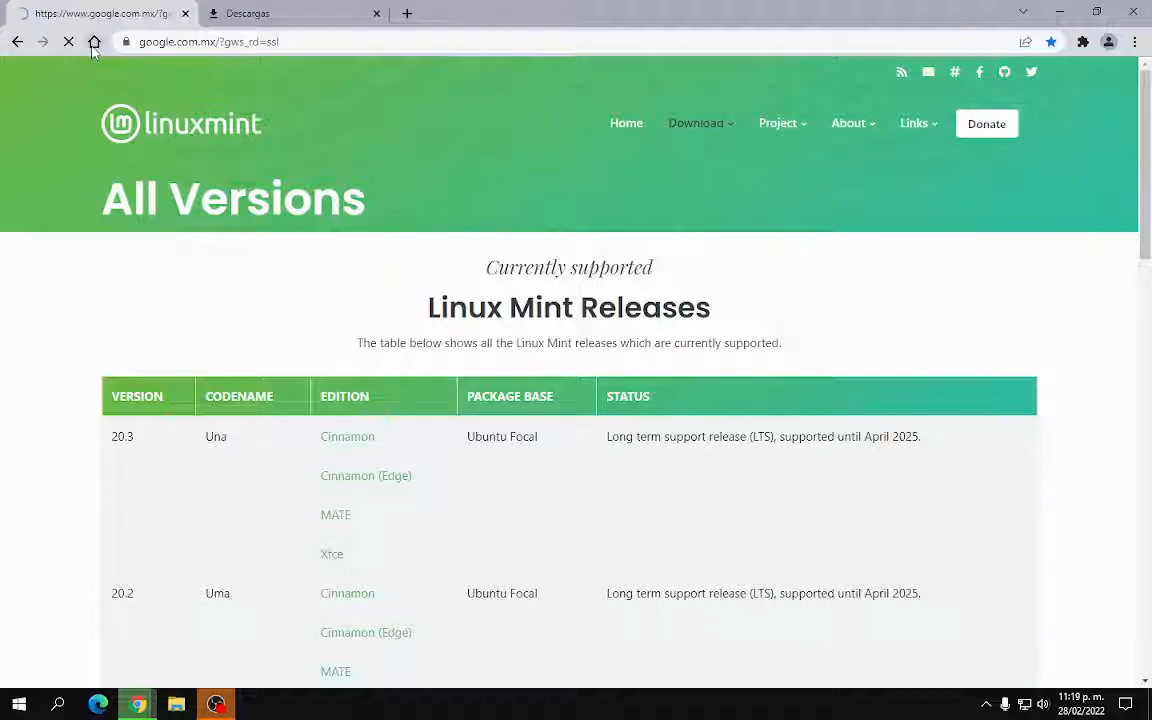 https://www.google.com.mx/?gw
Descargas
google.com.mx/?gws_rd=ssl
linuxmint
Home
Download
Project
About
Links
Donate
All Versions
Currently supported
Linux Mint Releases
The table below shows all the Linux Mint releases which are currently supported.
VERSION CODENAME EDITION PACKAGE BASE STATUS
20.3 Una Cinnamon Ubuntu Focal Long term support release (LTS), supported until April 2025.
Cinnamon (Edge)
MATE
Xfce
20.2 Uma Cinnamon Ubuntu Focal Long term support release (LTS), supported until April 2025.
Cinnamon (Edge)
MATE
11:19 p. m.
28/02/2022